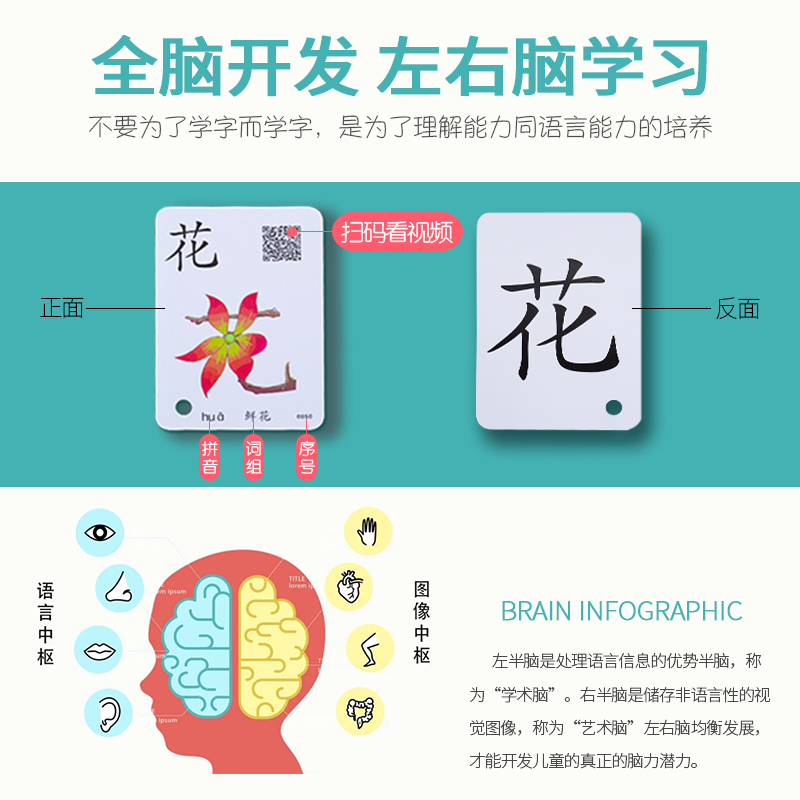 全脑开发 左右脑学习
不要为了学字而学字，是为了理解能力同语言能力的培养
花
扫码看视频
花
正面
反面
huā
鲜花
拼音
词组
序号
语言中枢
图像中枢
TITLE
lorem ipsum
BRAIN INFOGRAPHIC
左半脑是处理语言信息的优势半脑，称
为“学术脑”。右半脑是储存非语言性的视
觉图像，称为“艺术脑”左右脑均衡发展，
才能开发儿童的真正的脑力潜力。